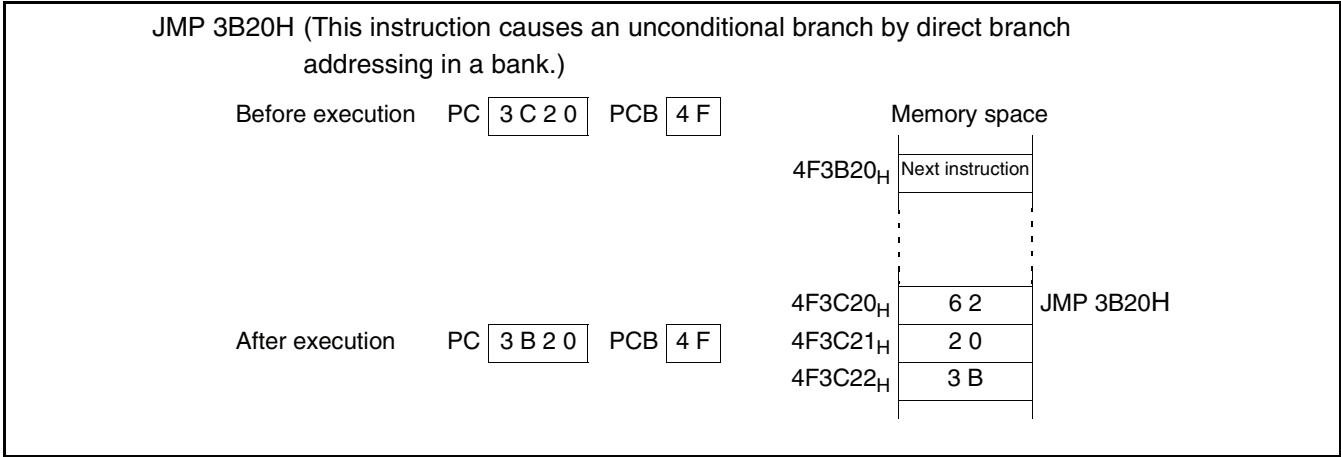 JMP 3B20H (This instruction causes an unconditional branch by direct branch
addressing in a bank.)
Before execution PC 3 C 2 0 PCB 4 F Memory space
4F3B20H Next instruction
4F3C20H 6 2 JMP 3B20H
After execution PC 3 B 2 0 PCB 4 F 4F3C21H 2 0
4F3C22H 3 B